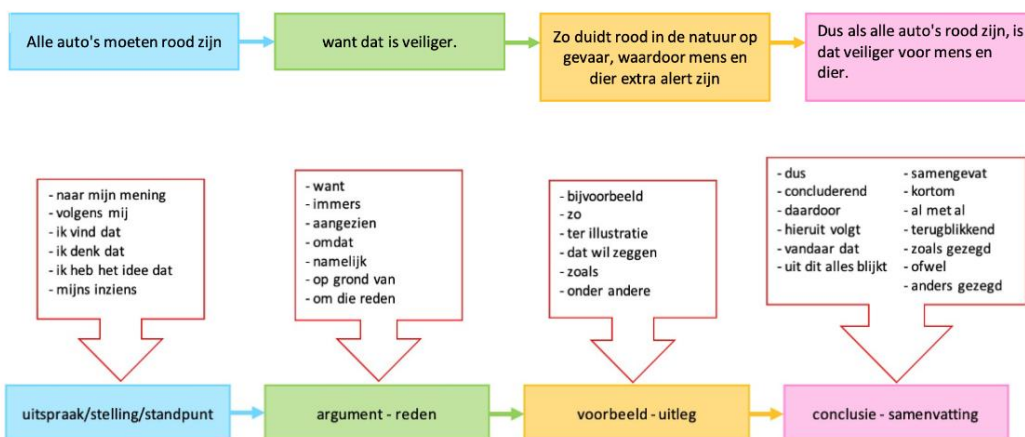 Alle auto's moeten rood zijn
want dat is veiliger.
Zo duidt rood in de natuur op
gevaar, waardoor mens en
dier extra alert zijn
Dus als alle auto's rood zijn, is
dat veiliger voor mens en
dier.
- naar mijn mening
- volgens mij
- ik vind dat
- ik denk dat
- ik heb het idee dat
- mijns inziens
- want
- immers
- aangezien
- omdat
- namelijk
- op grond van
- om die reden
- bijvoorbeeld
- zo
- ter illustratie
- dat wil zeggen
- zoals
- onder andere
- dus
- concluderend
- daardoor
- hieruit volgt
- vandaar dat
- uit dit alles blijkt
- samengevat
- kortom
- al met al
- terugblikkend
- zoals gezegd
- ofwel
- anders gezegd
uitspraak/stelling/standpunt
argument - reden
voorbeeld - uitleg
conclusie - samenvatting